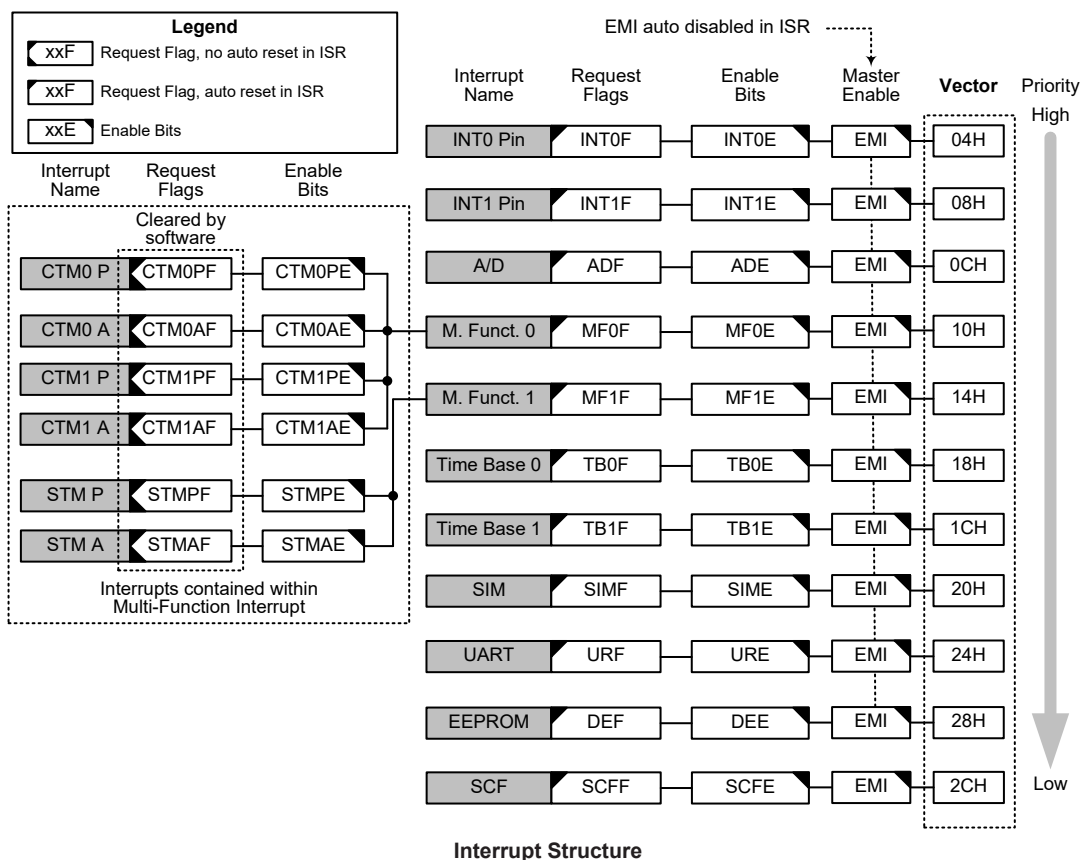 Legend
xxF Request Flag, no auto reset in ISR
xxF Request Flag, auto reset in ISR
xxE Enable Bits
EMI auto disabled in ISR
Interrupt Name
Request Flags
Enable Bits
Master Enable
Vector
Priority
High
INT0 Pin INT0F INT0E EMI 04H
INT1 Pin INT1F INT1E EMI 08H
A/D ADF ADE EMI 0CH
M. Funct. 0 MF0F MF0E EMI 10H
M. Funct. 1 MF1F MF1E EMI 14H
Time Base 0 TB0F TB0E EMI 18H
Time Base 1 TB1F TB1E EMI 1CH
SIM SIMF SIME EMI 20H
UART URF URE EMI 24H
EEPROM DEF DEE EMI 28H
SCF SCFF SCFE EMI 2CH
Low
Interrupt Name
Request Flags
Enable Bits
Cleared by
software
CTM0 P CTM0PF CTM0PE
CTM0 A CTM0AF CTM0AE
CTM1 P CTM1PF CTM1PE
CTM1 A CTM1AF CTM1AE
STM P STMPF STMPE
STM A STMAF STMAE
Interrupts contained within
Multi-Function Interrupt
Interrupt Structure